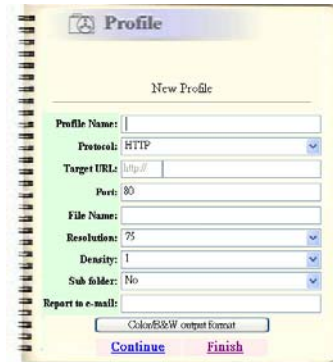 Profile
New Profile
Profile Name:
Protocol: HTTP
Target URL: http://
Port: 80
File Name:
Resolution: 75
Density: 1
Sub folder: No
Report to e-mail:
Color/B&W output format
Continue Finish